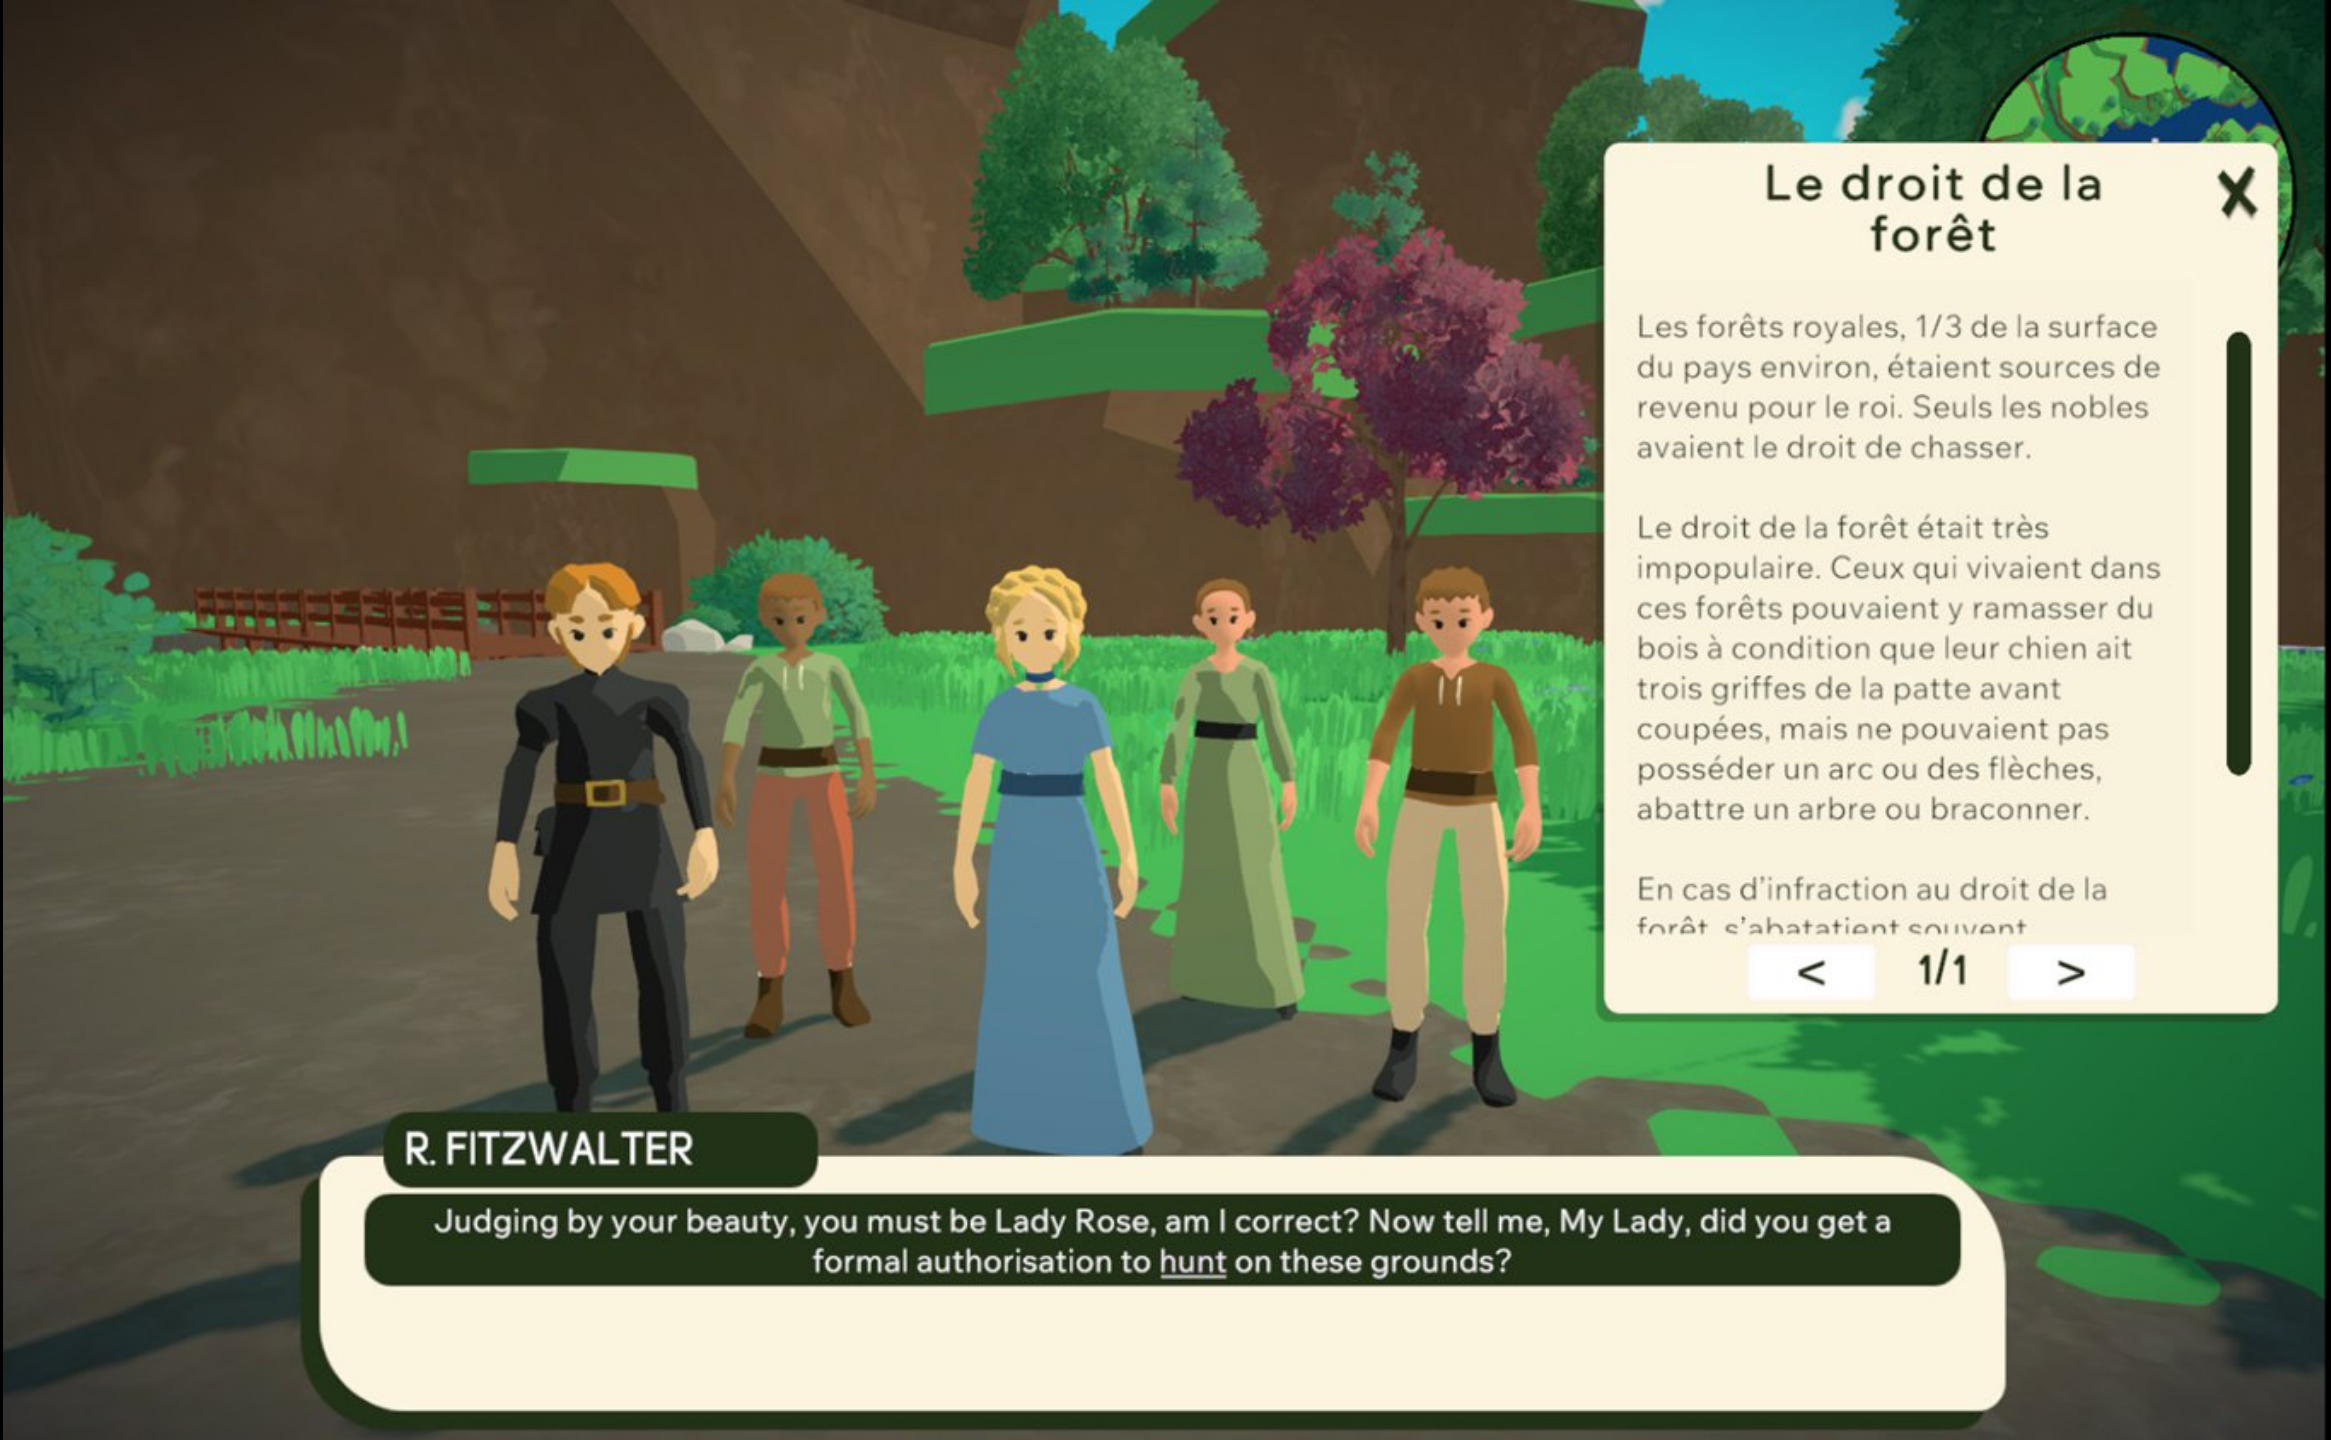 Le droit de la
forêt
X
Les forêts royales, 1/3 de la surface
du pays environ, étaient sources de
revenu pour le roi. Seuls les nobles
avaient le droit de chasser.
Le droit de la forêt était très
impopulaire. Ceux qui vivaient dans
ces forêts pouvaient y ramasser du
bois à condition que leur chien ait
trois griffes de la patte avant
coupées, mais ne pouvaient pas
posséder un arc ou des flèches,
abattre un arbre ou braconner.
En cas d'infraction au droit de la
forêt, s'abatatient souvent
< 1/1 >
R. FITZWALTER
Judging by your beauty, you must be Lady Rose, am I correct? Now tell me, My Lady, did you get a
formal authorisation to hunt on these grounds?